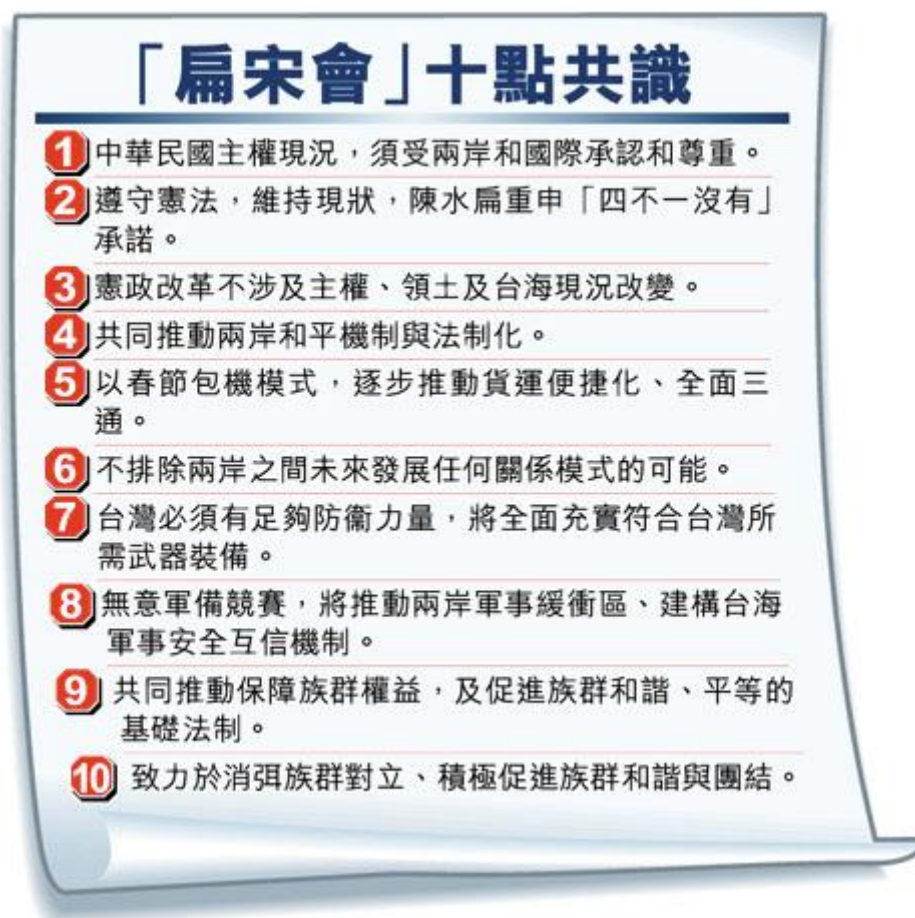 「扁宋會」十點共識
1 中華民國主權現況，須受兩岸和國際承認和尊重。
2 遵守憲法，維持現狀，陳水扁重申「四不一沒有」
承諾。
3 憲政改革不涉及主權、領土及台海現況改變。
4 共同推動兩岸和平機制與法制化。
5 以春節包機模式，逐步推動貨運便捷化、全面三
通。
6 不排除兩岸之間未來發展任何關係模式的可能。
7 台灣必須有足夠防衞力量，將全面充實符合台灣所
需武器裝備。
8 無意軍備競賽，將推動兩岸軍事緩衝區、建構台海
軍事安全互信機制。
9 共同推動保障族群權益，及促進族群和諧、平等的
基礎法制。
10 致力於消弭族群對立、積極促進族群和諧與團結。